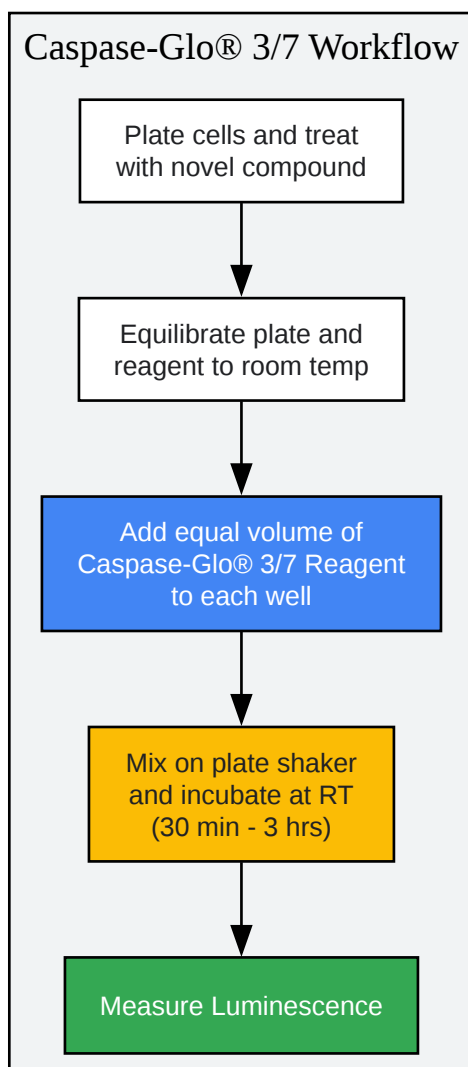 Caspase-Glo® 3/7 Workflow
Plate cells and treat
with novel compound
Equilibrate plate and
reagent to room temp
Add equal volume of
Caspase-Glo® 3/7 Reagent
to each well
Mix on plate shaker
and incubate at RT
(30 min - 3 hrs)
Measure Luminescence